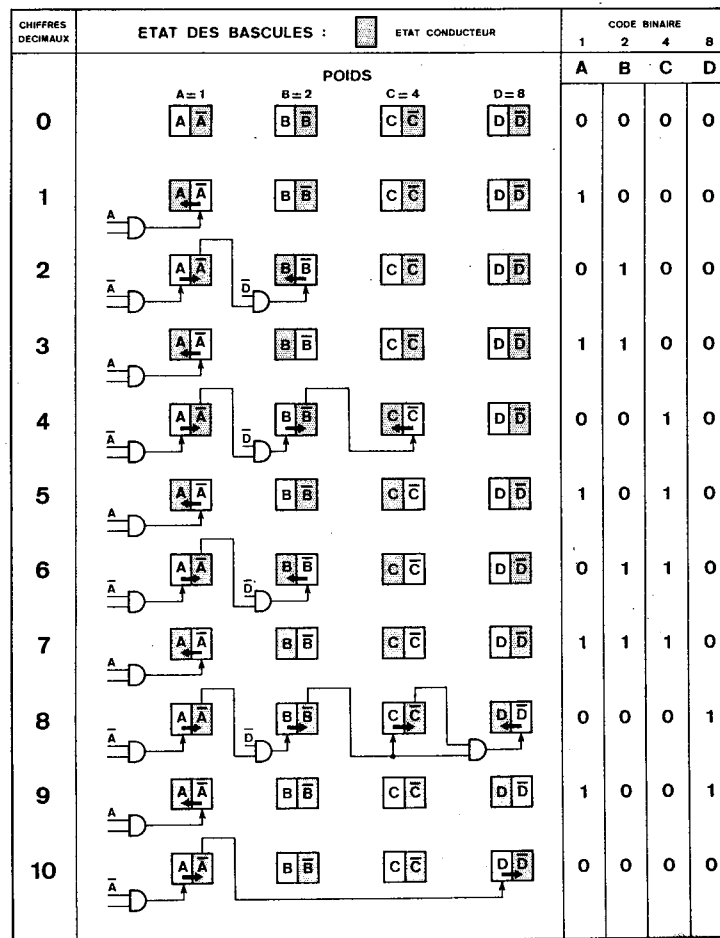 CHIFFRES DECIMAUX
ETAT DES BASCULES : ETAT CONDUCTEUR
CODE BINAIRE
1 2 4 8
A B C D
POIDS
A=1 B=2 C=4 D=8
0 A A̅ B B̅ C C̅ D D̅ 0 0 0 0
1 A A̅ B B̅ C C̅ D D̅ 1 0 0 0
A
2 A A̅ B B̅ C C̅ D D̅ 0 1 0 0
A̅ D̅
3 A A̅ B B̅ C C̅ D D̅ 1 1 0 0
A
4 A A̅ B B̅ C C̅ D D̅ 0 0 1 0
A̅ D̅
5 A A̅ B B̅ C C̅ D D̅ 1 0 1 0
A
6 A A̅ B B̅ C C̅ D D̅ 0 1 1 0
A̅ D̅
7 A A̅ B B̅ C C̅ D D̅ 1 1 1 0
A
8 A A̅ B B̅ C C̅ D D̅ 0 0 0 1
A̅ D̅
9 A A̅ B B̅ C C̅ D D̅ 1 0 0 1
A
10 A A̅ B B̅ C C̅ D D̅ 0 0 0 0
A̅